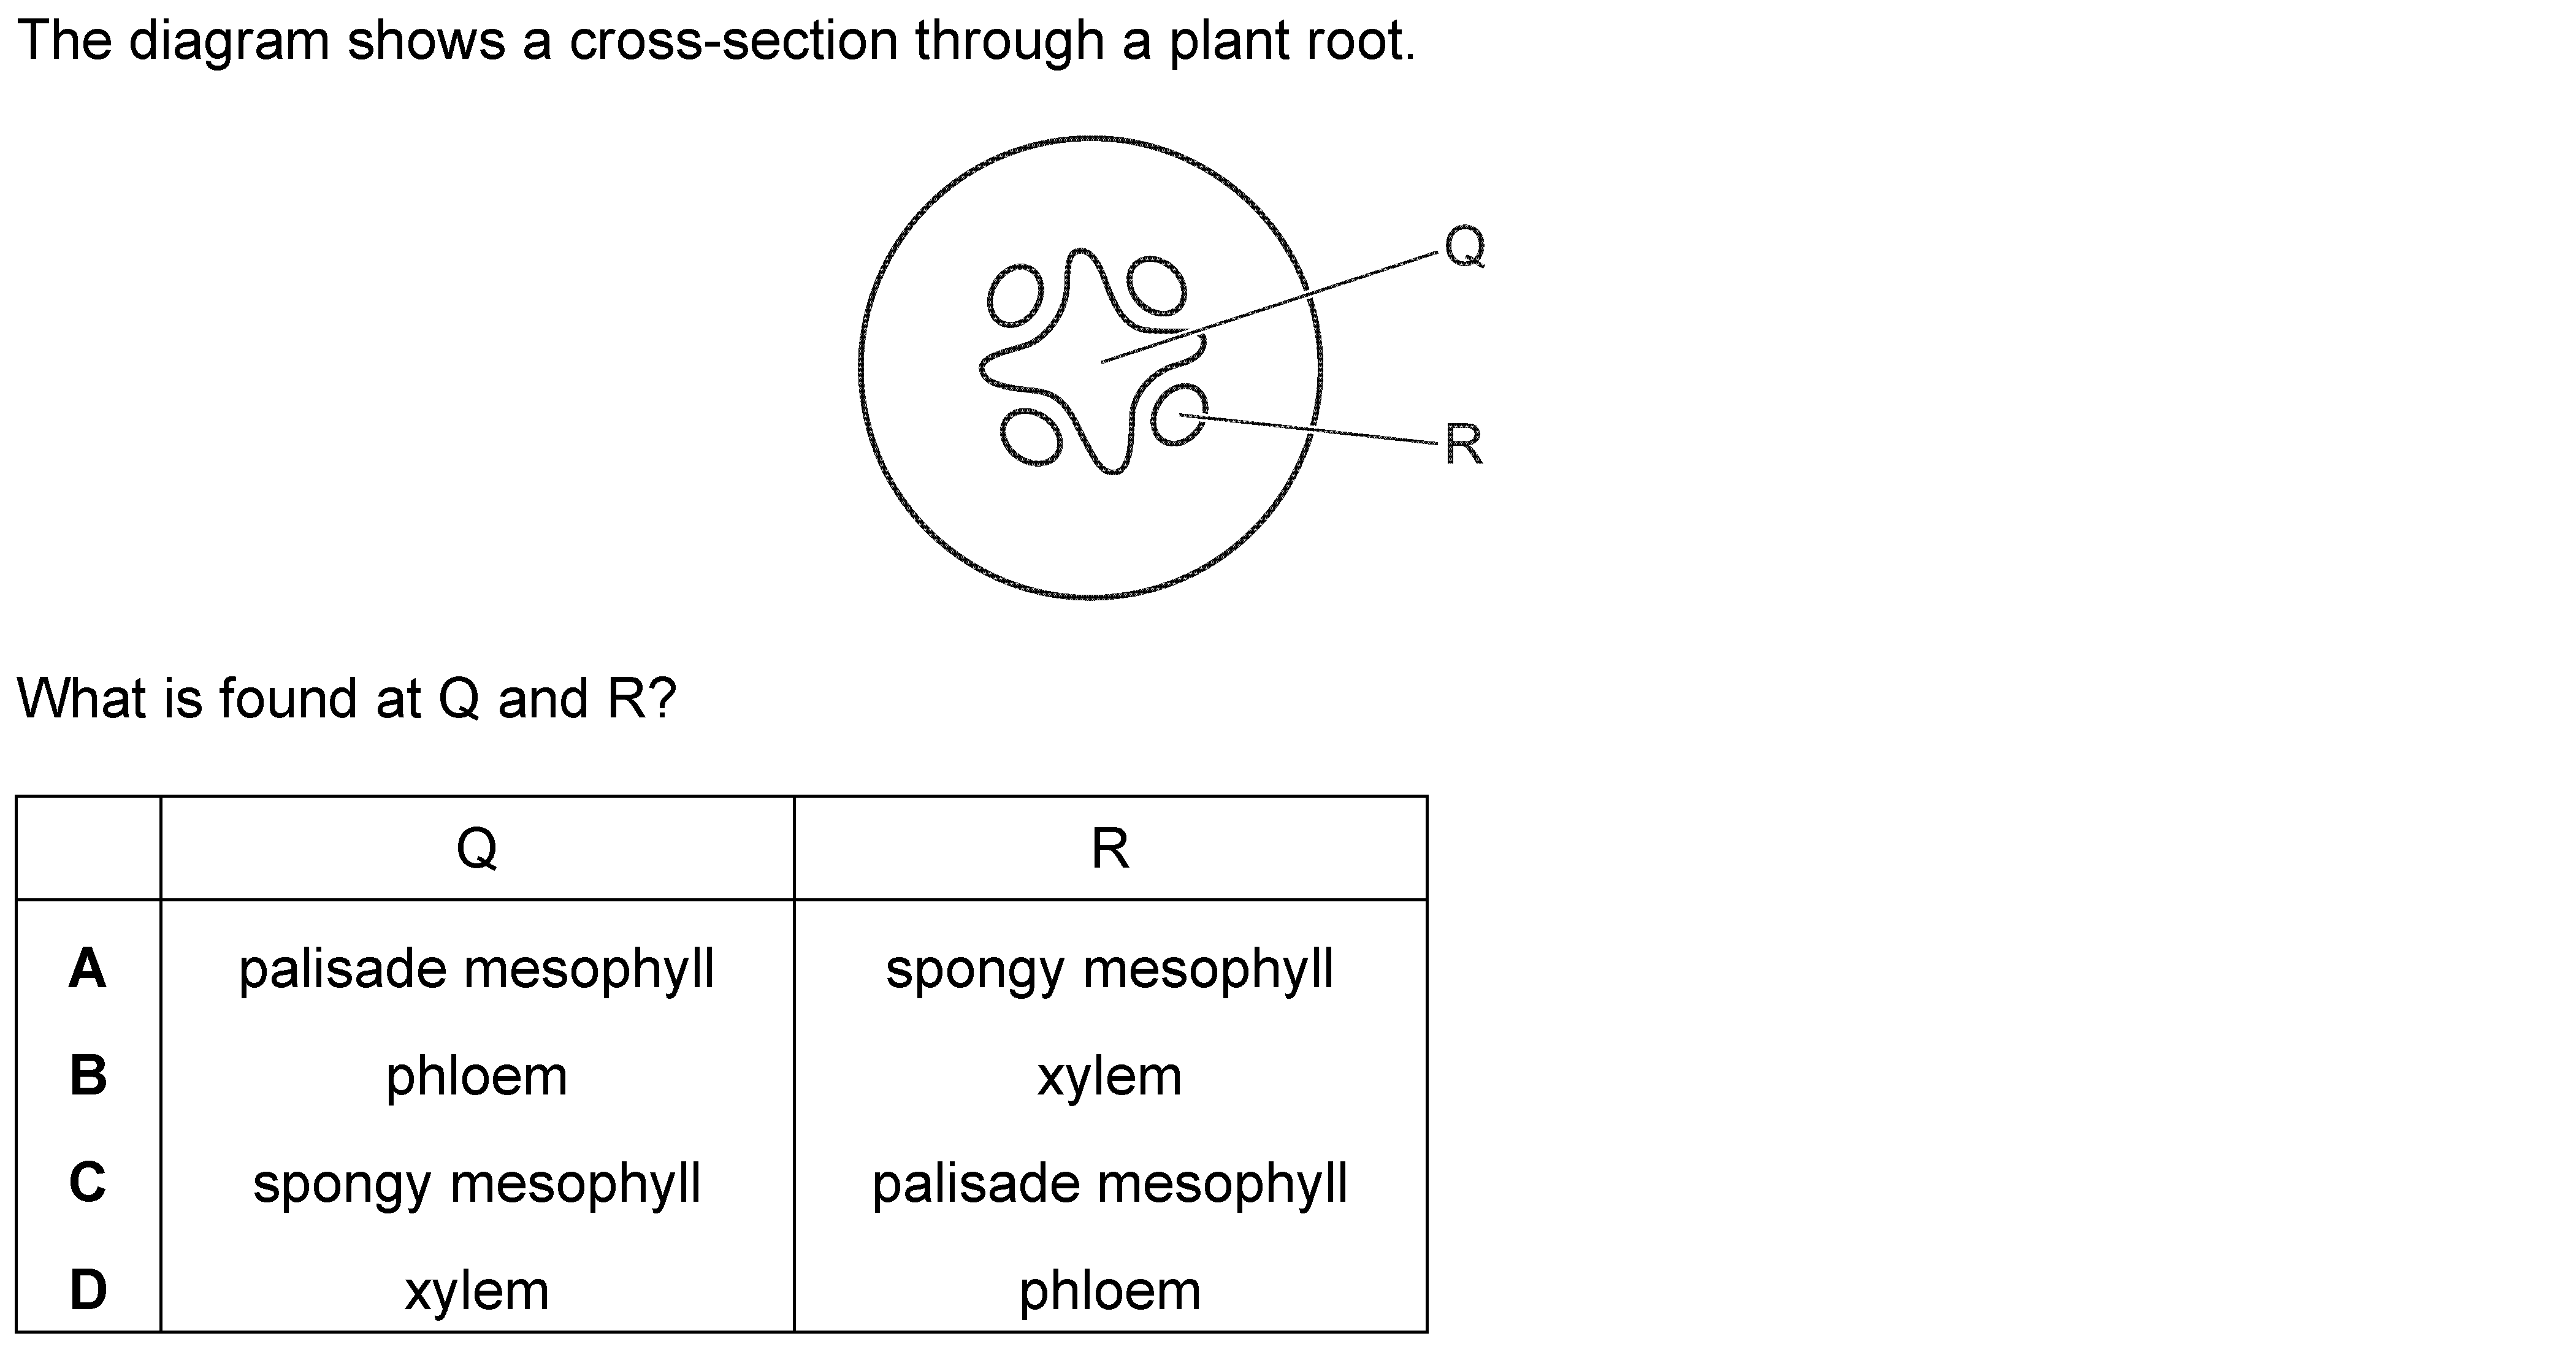 The diagram shows a cross-section through a plant root.
Q
R
What is found at Q and R?
Q R
A palisade mesophyll spongy mesophyll
B phloem xylem
C spongy mesophyll palisade mesophyll
D xylem phloem